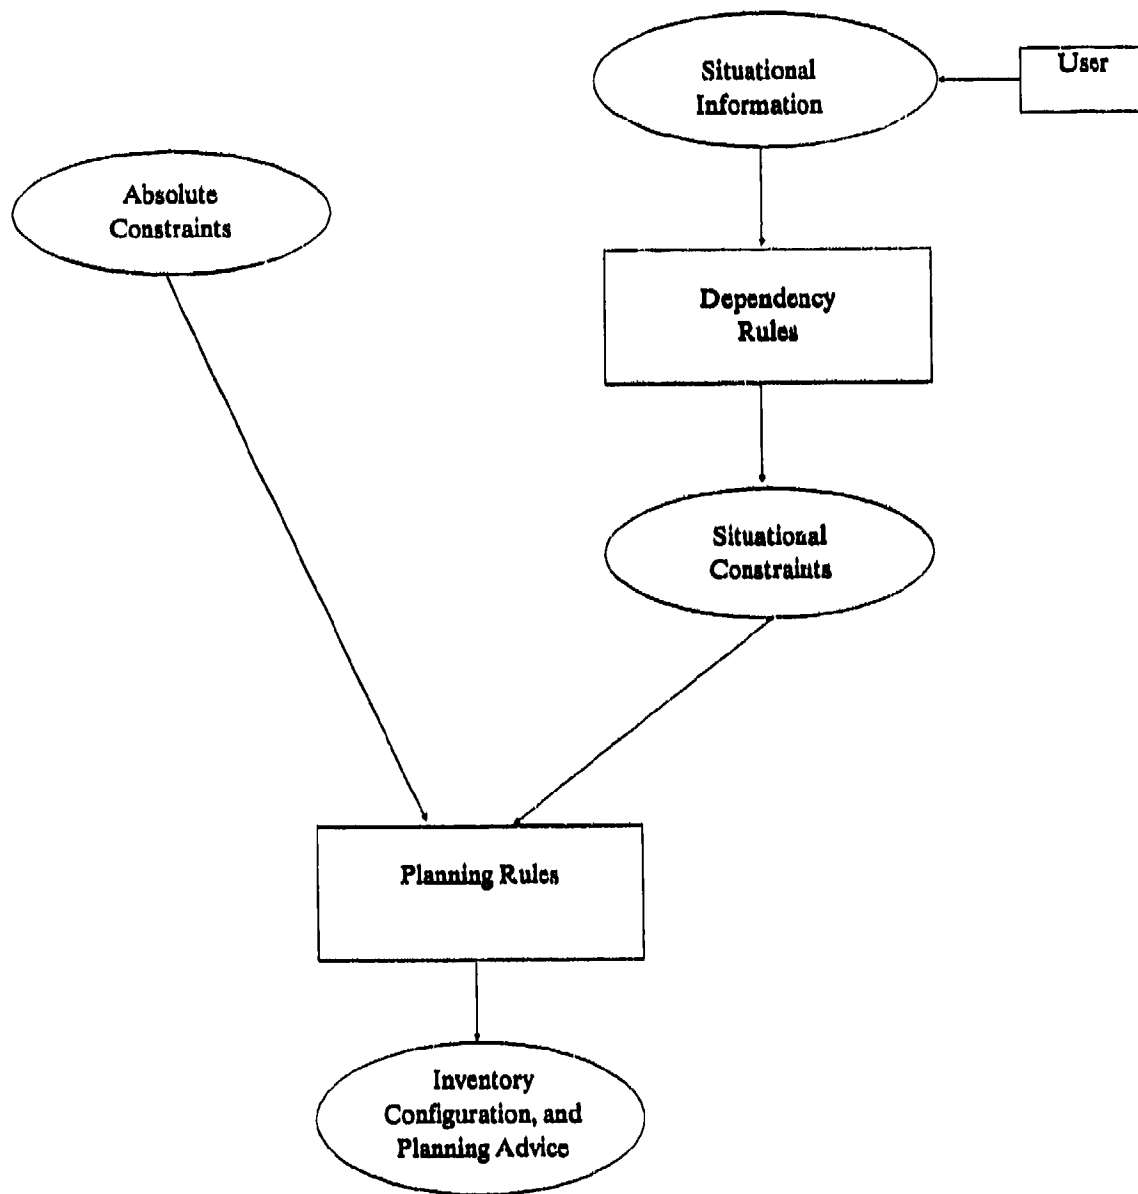 Situational
Information
User
Absolute
Constraints
Dependency
Rules
Situational
Constraints
Planning Rules
Inventory
Configuration, and
Planning Advice